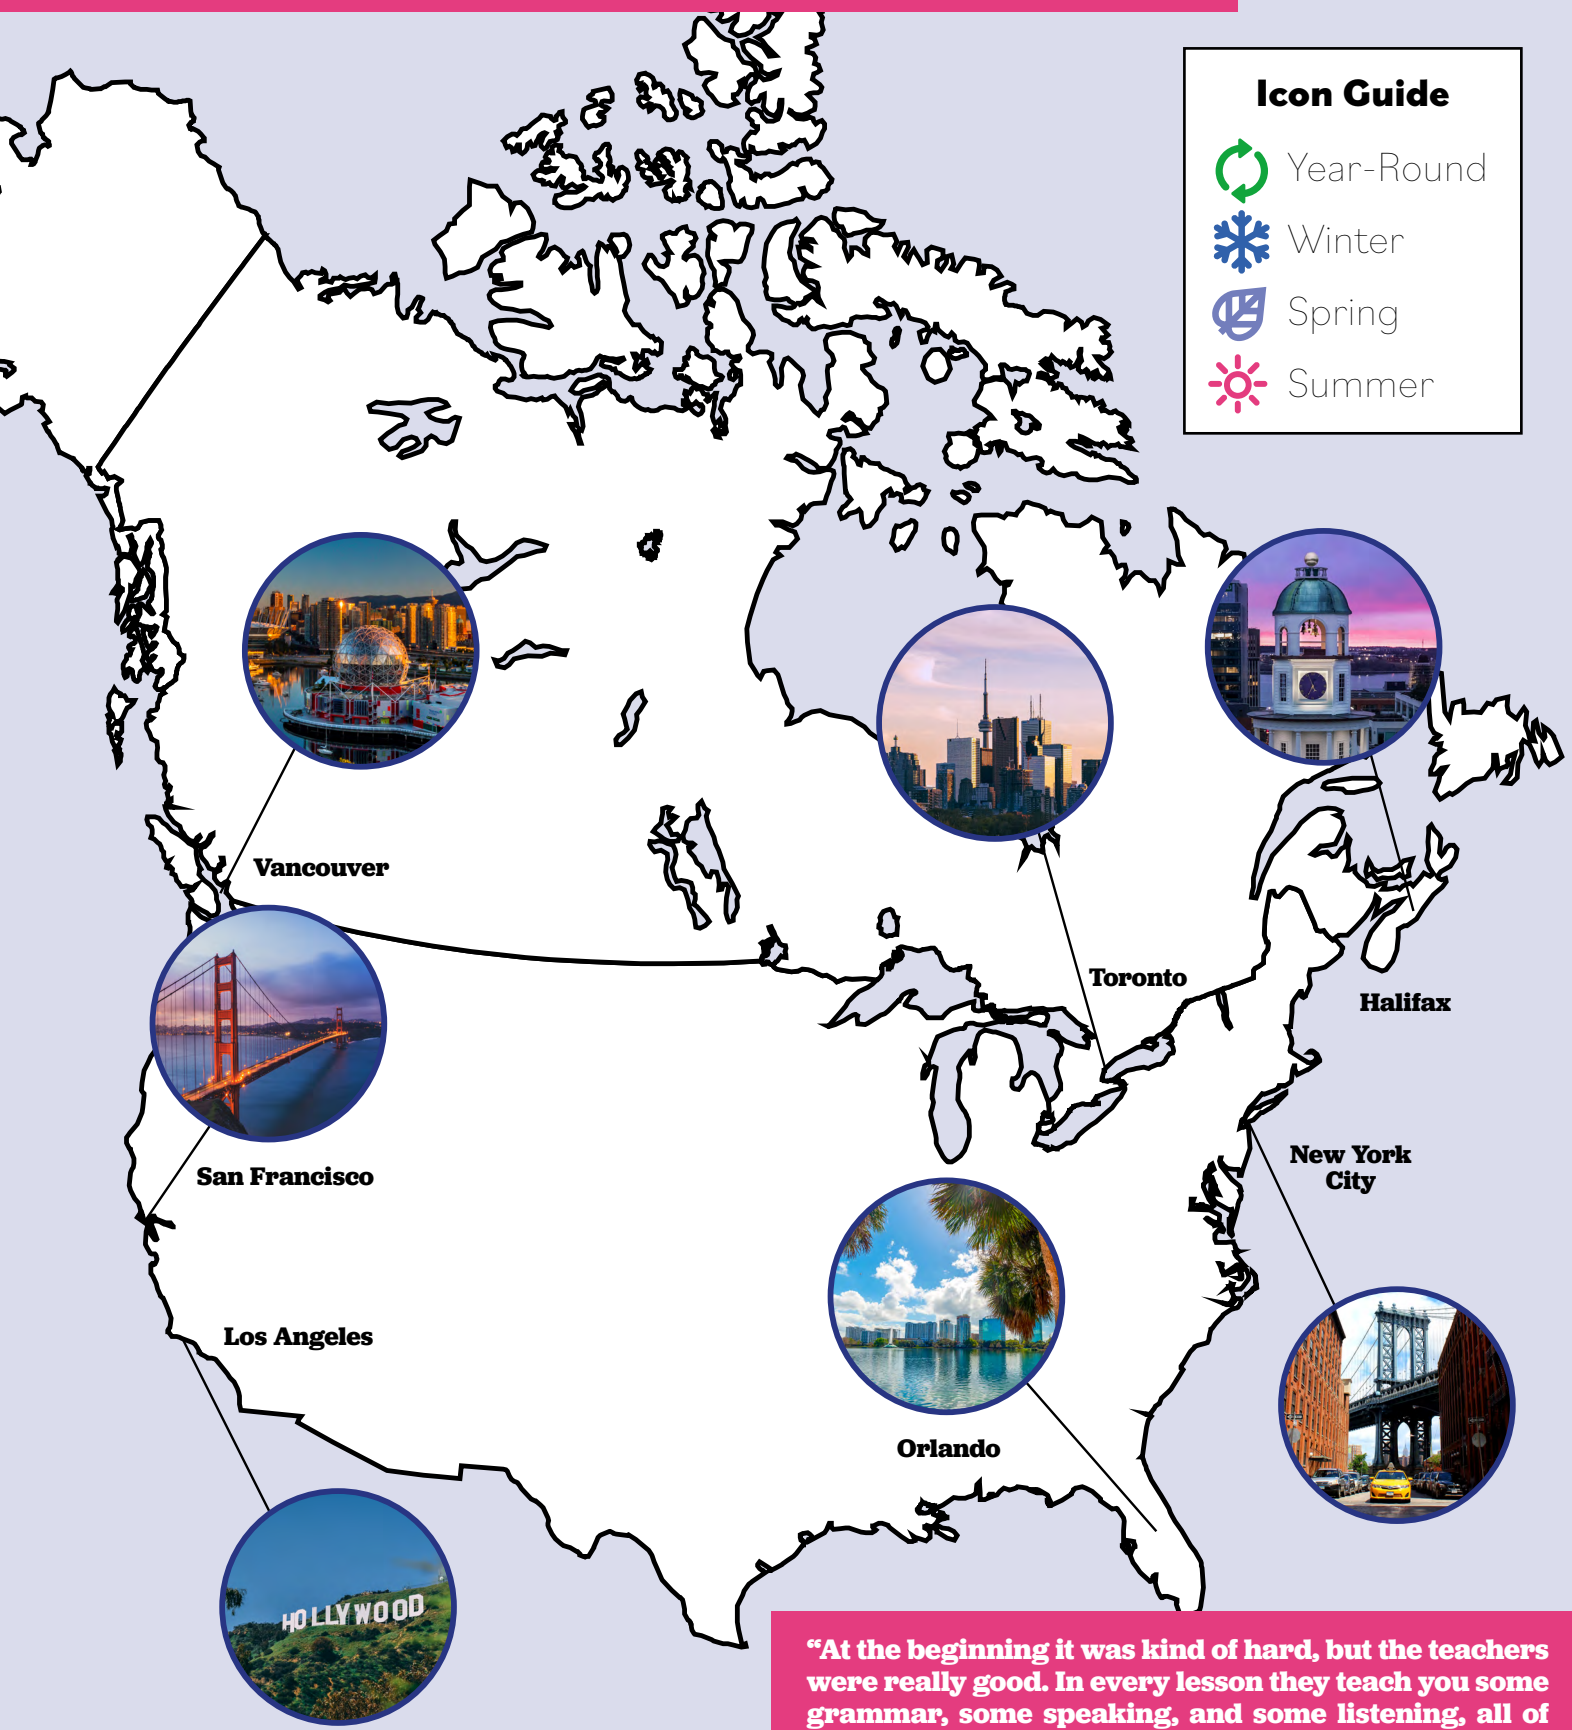 Icon Guide
Year-Round
Winter
Spring
Summer
Vancouver
Toronto
Halifax
San Francisco
New York
City
Los Angeles
Orlando
HOLLYWOOD
“At the beginning it was kind of hard, but the teachers
were really good. In every lesson they teach you some
grammar, some speaking, and some listening, all of